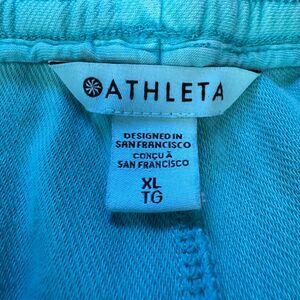 ATHLETA
DESIGNED IN
SAN FRANCISCO
CONÇU À
SAN FRANCISCO
XL
TG